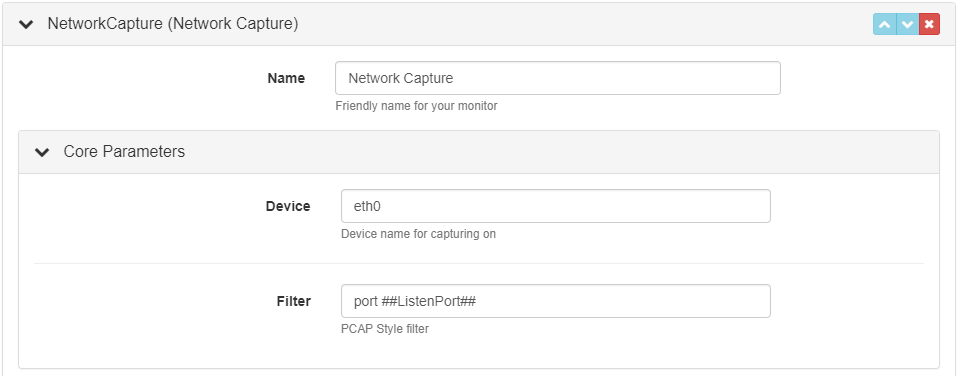 NetworkCapture (Network Capture)
Name
Network Capture
Friendly name for your monitor
Core Parameters
Device
eth0
Device name for capturing on
Filter
port ##ListenPort##
PCAP Style filter